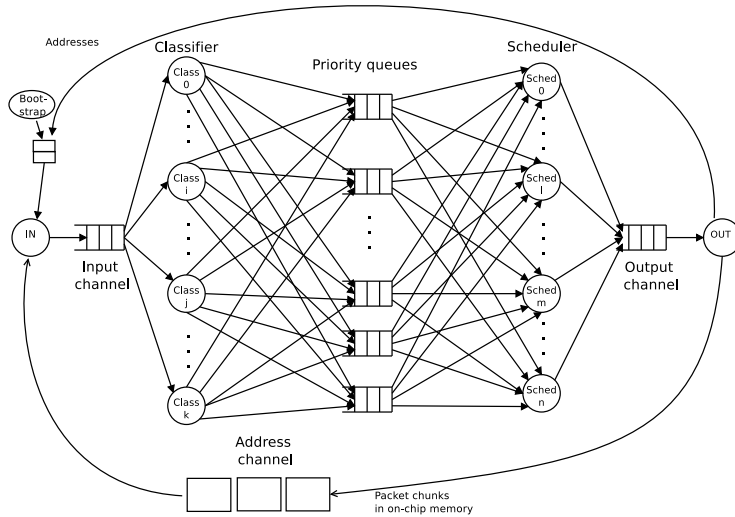 Addresses
Classifier
Priority queues
Scheduler
Boot-
strap
Class
0
Sched
0
Class
i
Sched
l
IN
Input
channel
Output
channel
OUT
Class
j
Sched
m
Class
k
Sched
n
Address
channel
Packet chunks
in on-chip memory